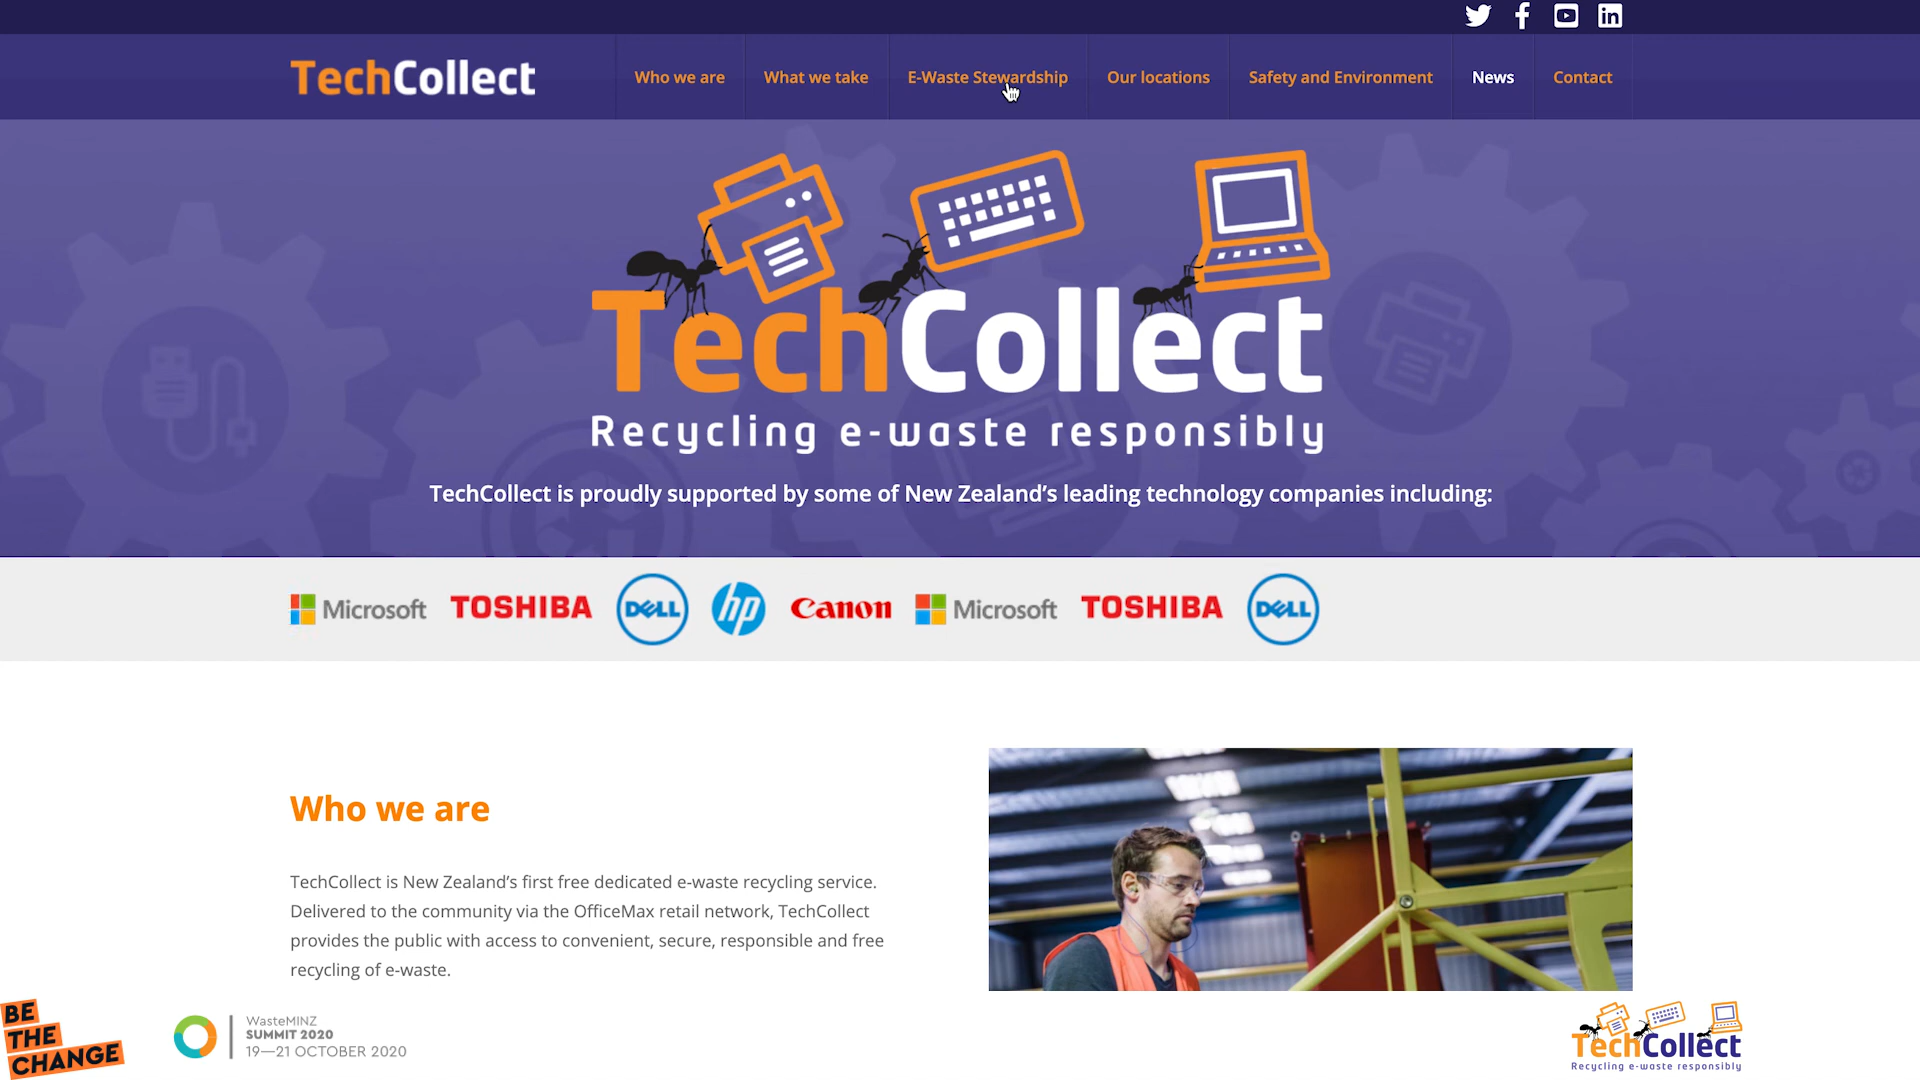 TechCollect
Who we are
What we take
E-Waste Stewardship
Our locations
Safety and Environment
News
Contact
TechCollect
Recycling e-waste responsibly
TechCollect is proudly supported by some of New Zealand’s leading technology companies including:
Microsoft
TOSHIBA
DELL
hp
Canon
Microsoft
TOSHIBA
DELL
Who we are
TechCollect is New Zealand’s first free dedicated e-waste recycling service.
Delivered to the community via the OfficeMax retail network, TechCollect
provides the public with access to convenient, secure, responsible and free
recycling of e-waste.
BE
THE
CHANGE
WasteMINZ
SUMMIT 2020
19—21 OCTOBER 2020
TechCollect
Recycling e-waste responsibly